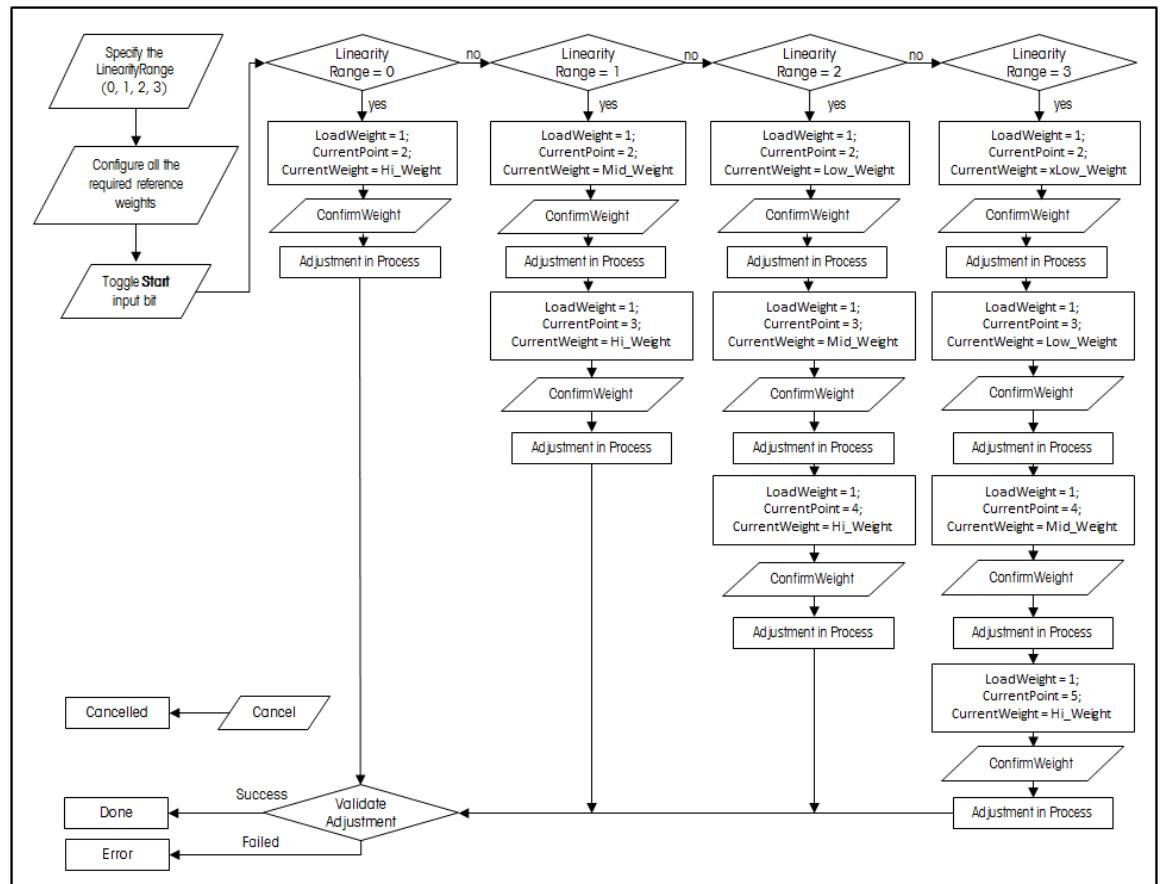 Specify the
LinearityRange
(0, 1, 2, 3)
Configure all the
required reference
weights
Toggle Start
input bit
Linearity
Range = 0
no
yes
LoadWeight = 1;
CurrentPoint = 2;
CurrentWeight = Hi_Weight
ConfirmWeight
Adjustment in Process
Linearity
Range = 1
no
yes
LoadWeight = 1;
CurrentPoint = 2;
CurrentWeight = Mid_Weight
ConfirmWeight
Adjustment in Process
LoadWeight = 1;
CurrentPoint = 3;
CurrentWeight = Hi_Weight
ConfirmWeight
Adjustment in Process
Linearity
Range = 2
no
yes
LoadWeight = 1;
CurrentPoint = 2;
CurrentWeight = Low_Weight
ConfirmWeight
Adjustment in Process
LoadWeight = 1;
CurrentPoint = 3;
CurrentWeight = Mid_Weight
ConfirmWeight
Adjustment in Process
LoadWeight = 1;
CurrentPoint = 4;
CurrentWeight = Hi_Weight
ConfirmWeight
Adjustment in Process
Linearity
Range = 3
yes
LoadWeight = 1;
CurrentPoint = 2;
CurrentWeight = xLow_Weight
ConfirmWeight
Adjustment in Process
LoadWeight = 1;
CurrentPoint = 3;
CurrentWeight = Low_Weight
ConfirmWeight
Adjustment in Process
LoadWeight = 1;
CurrentPoint = 4;
CurrentWeight = Mid_Weight
ConfirmWeight
Adjustment in Process
LoadWeight = 1;
CurrentPoint = 5;
CurrentWeight = Hi_Weight
ConfirmWeight
Adjustment in Process
Cancelled
Cancel
Validate
Adjustment
Success
Done
Failed
Error